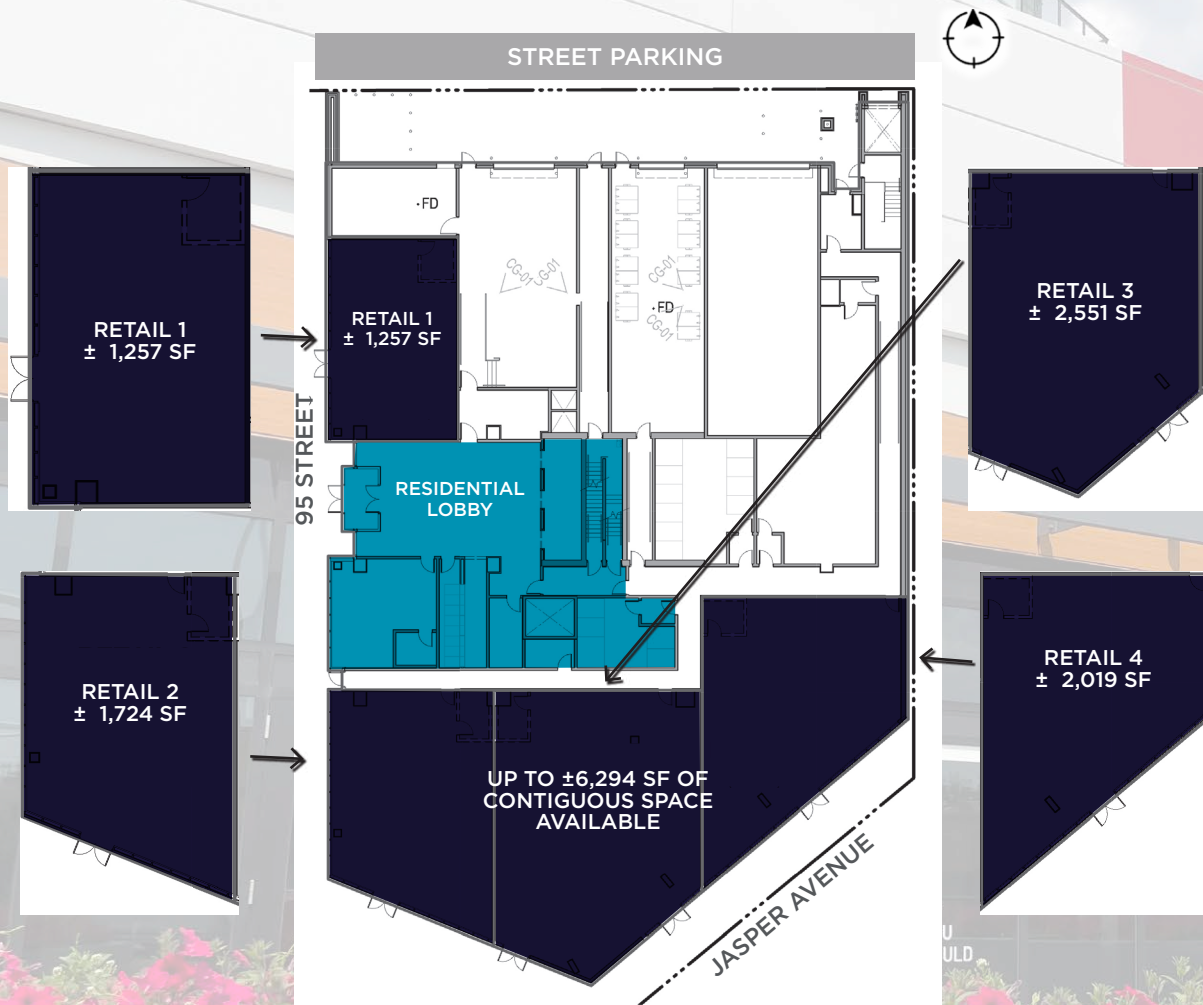 STREET PARKING
·FD
CG-01
CG-01
·FD
CG-01
RETAIL 1
± 1,257 SF
RETAIL 1
± 1,257 SF
RETAIL 3
± 2,551 SF
95 STREET
RESIDENTIAL
LOBBY
RETAIL 2
± 1,724 SF
RETAIL 4
± 2,019 SF
UP TO ±6,294 SF OF
CONTIGUOUS SPACE
AVAILABLE
JASPER AVENUE
U
ULD